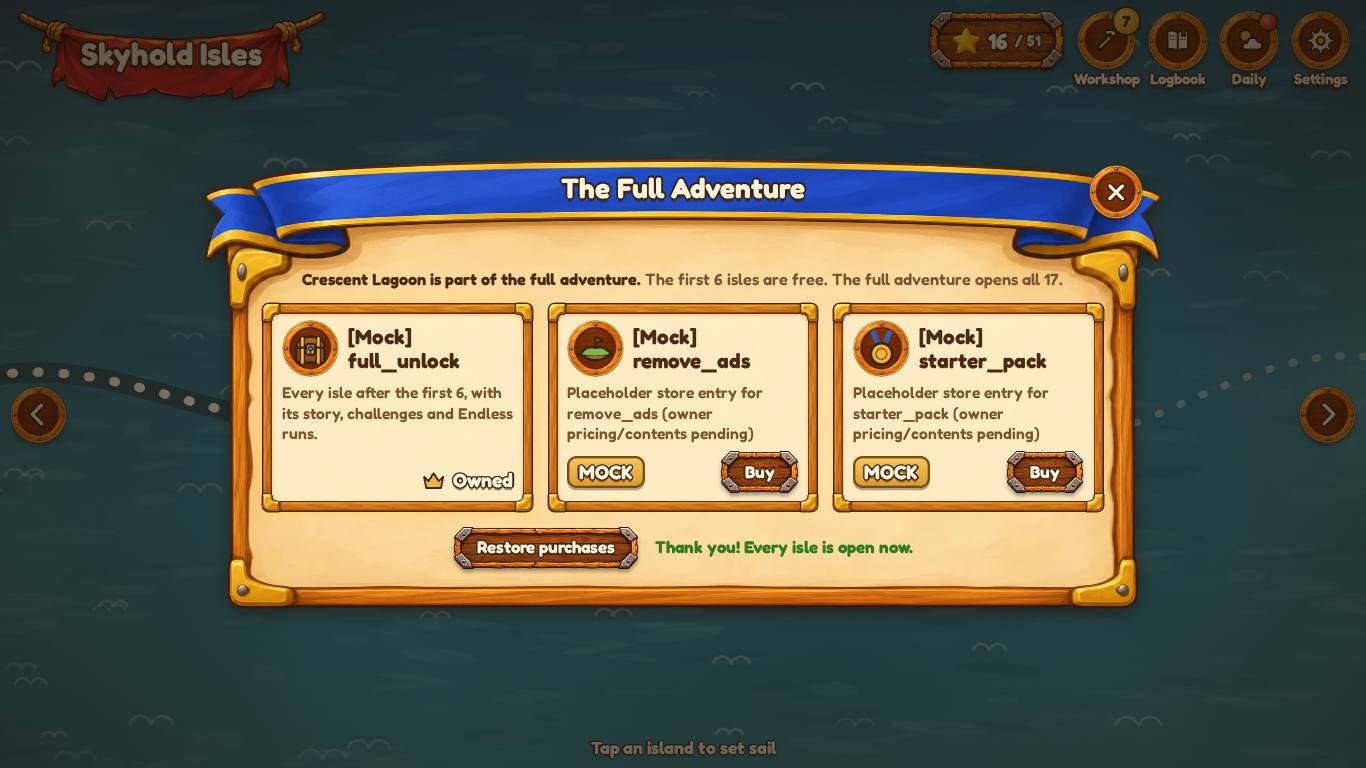 Skyhold Isles
16 / 51
7
Workshop
Logbook
Daily
Settings
The Full Adventure
Crescent Lagoon is part of the full adventure. The first 6 isles are free. The full adventure opens all 17.
[Mock]
full_unlock
Every isle after the first 6, with
its story, challenges and Endless
runs.
Owned
[Mock]
remove_ads
Placeholder store entry for
remove_ads (owner
pricing/contents pending)
MOCK
Buy
[Mock]
starter_pack
Placeholder store entry for
starter_pack (owner
pricing/contents pending)
MOCK
Buy
Restore purchases
Thank you! Every isle is open now.
Tap an island to set sail